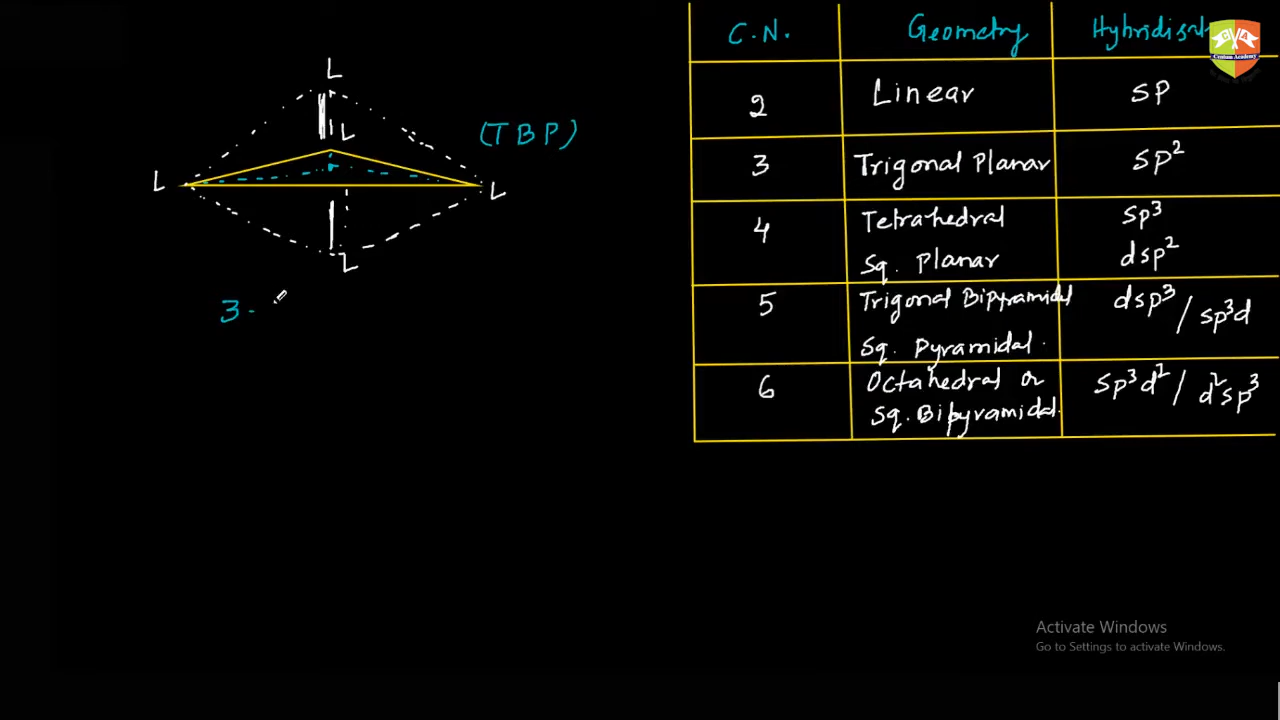 L
L
(TBP)
L
L
L
3.
C.N. Geometry
2 Linear sp
3 Trigonal Planar sp²
4 Tetrahedral sp³
Sq. Planar dsp²
5 Trigonal Bipyramidal dsp³ / sp³d
Sq. Pyramidal.
6 Octahedral or sp³d² / d²sp³
Sq. Bipyramidal.
Activate Windows
Go to Settings to activate Windows.